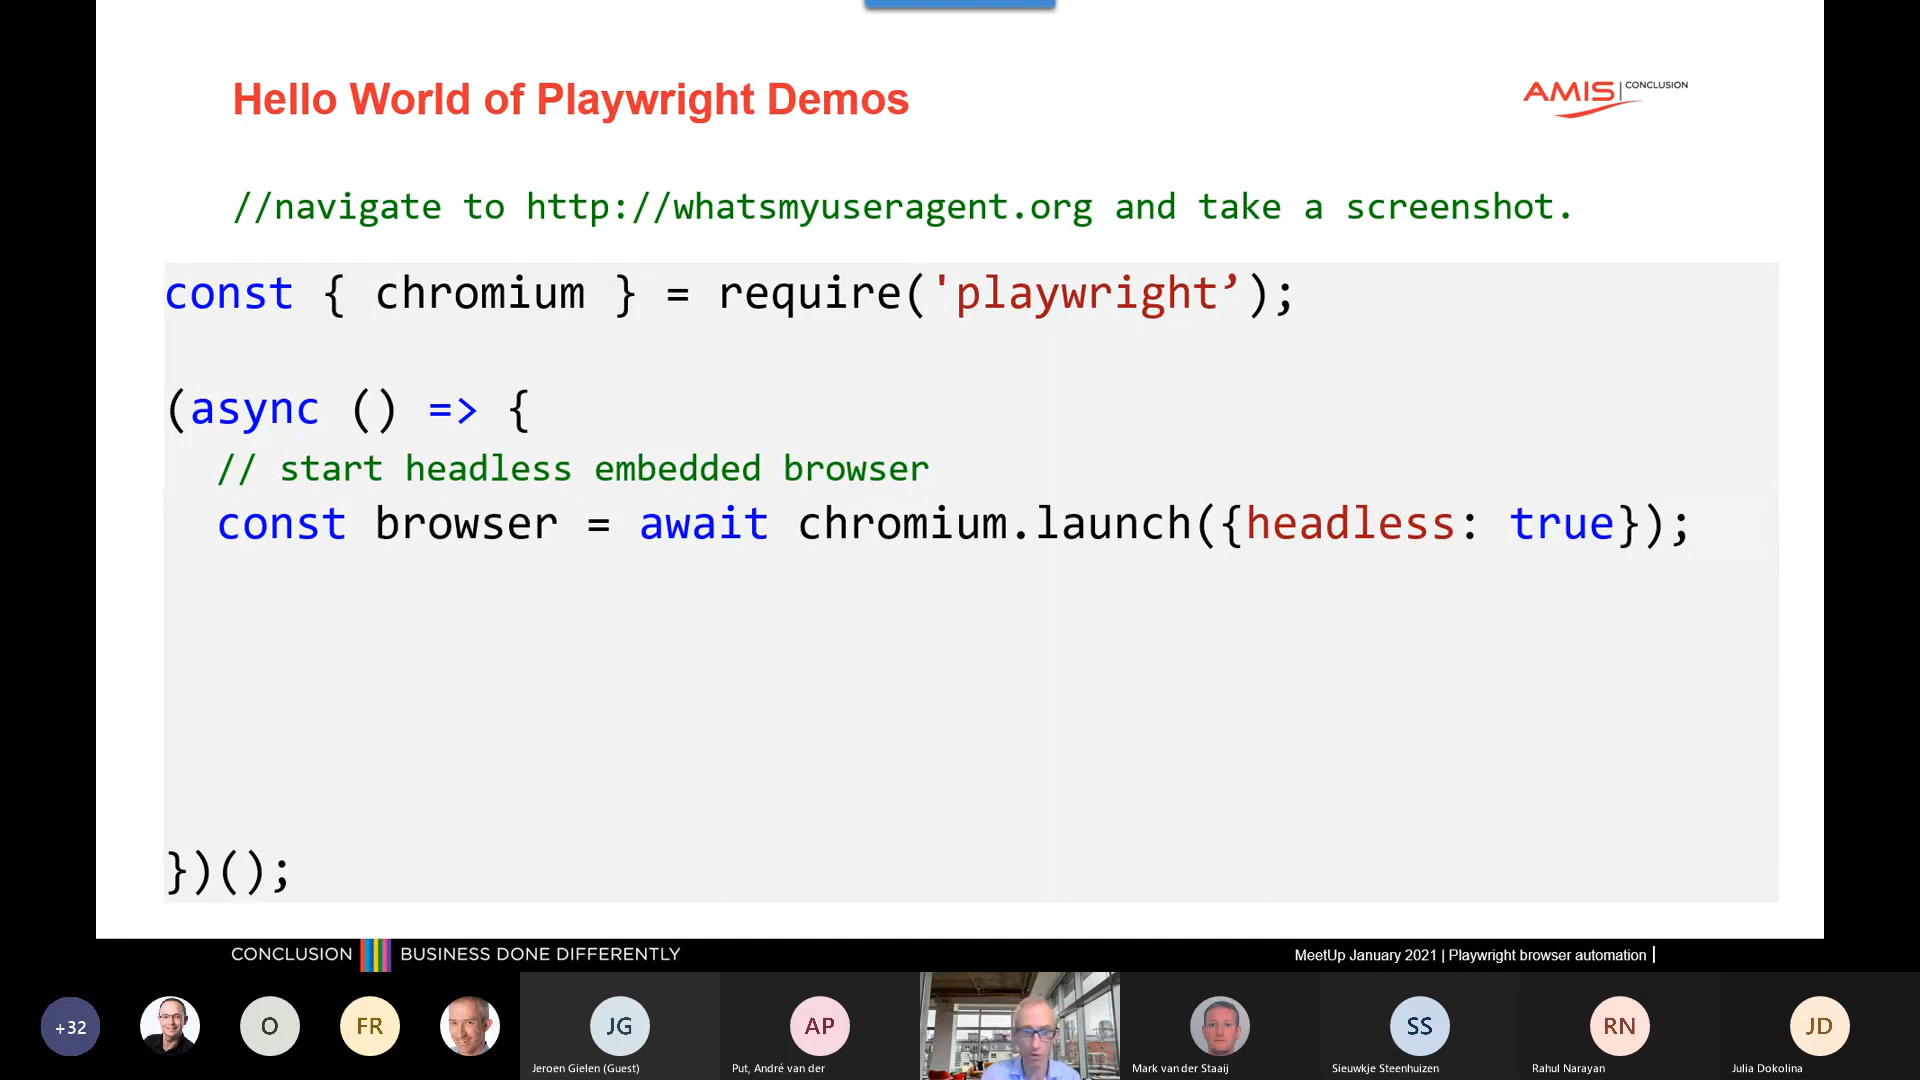 Hello World of Playwright Demos
AMIS | CONCLUSION
//navigate to http://whatsmyuseragent.org and take a screenshot.
const { chromium } = require('playwright’);
(async () => {
// start headless embedded browser
const browser = await chromium.launch({headless: true});
})();
CONCLUSION BUSINESS DONE DIFFERENTLY
MeetUp January 2021 | Playwright browser automation |
+32
O
FR
JG
AP
SS
RN
JD
Jeroen Gielen (Guest)
Put, André van der
Mark van der Staaij
Sieuwkje Steenhuizen
Rahul Narayan
Julia Dokolina